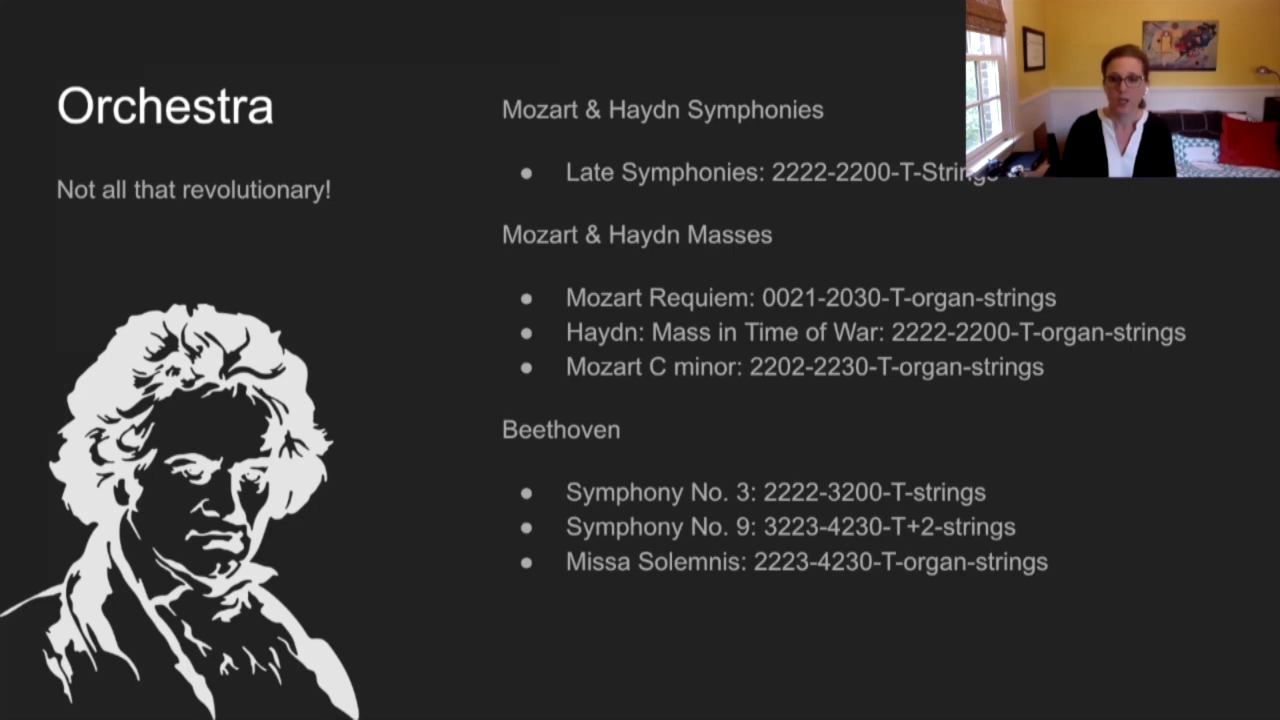 Orchestra
Not all that revolutionary!
Mozart & Haydn Symphonies
● Late Symphonies: 2222-2200-T-Strings
Mozart & Haydn Masses
● Mozart Requiem: 0021-2030-T-organ-strings
● Haydn: Mass in Time of War: 2222-2200-T-organ-strings
● Mozart C minor: 2202-2230-T-organ-strings
Beethoven
● Symphony No. 3: 2222-3200-T-strings
● Symphony No. 9: 3223-4230-T+2-strings
● Missa Solemnis: 2223-4230-T-organ-strings